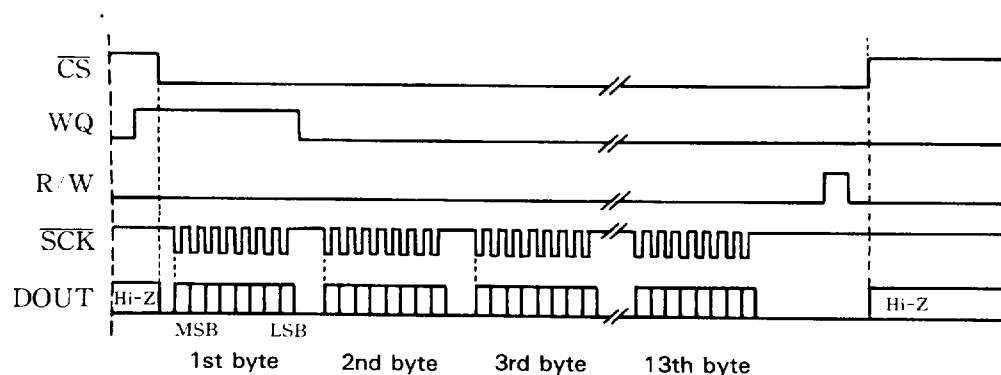 CS
WQ
R/W
SCK
DOUT Hi-Z Hi-Z
MSB LSB
1st byte 2nd byte 3rd byte 13th byte